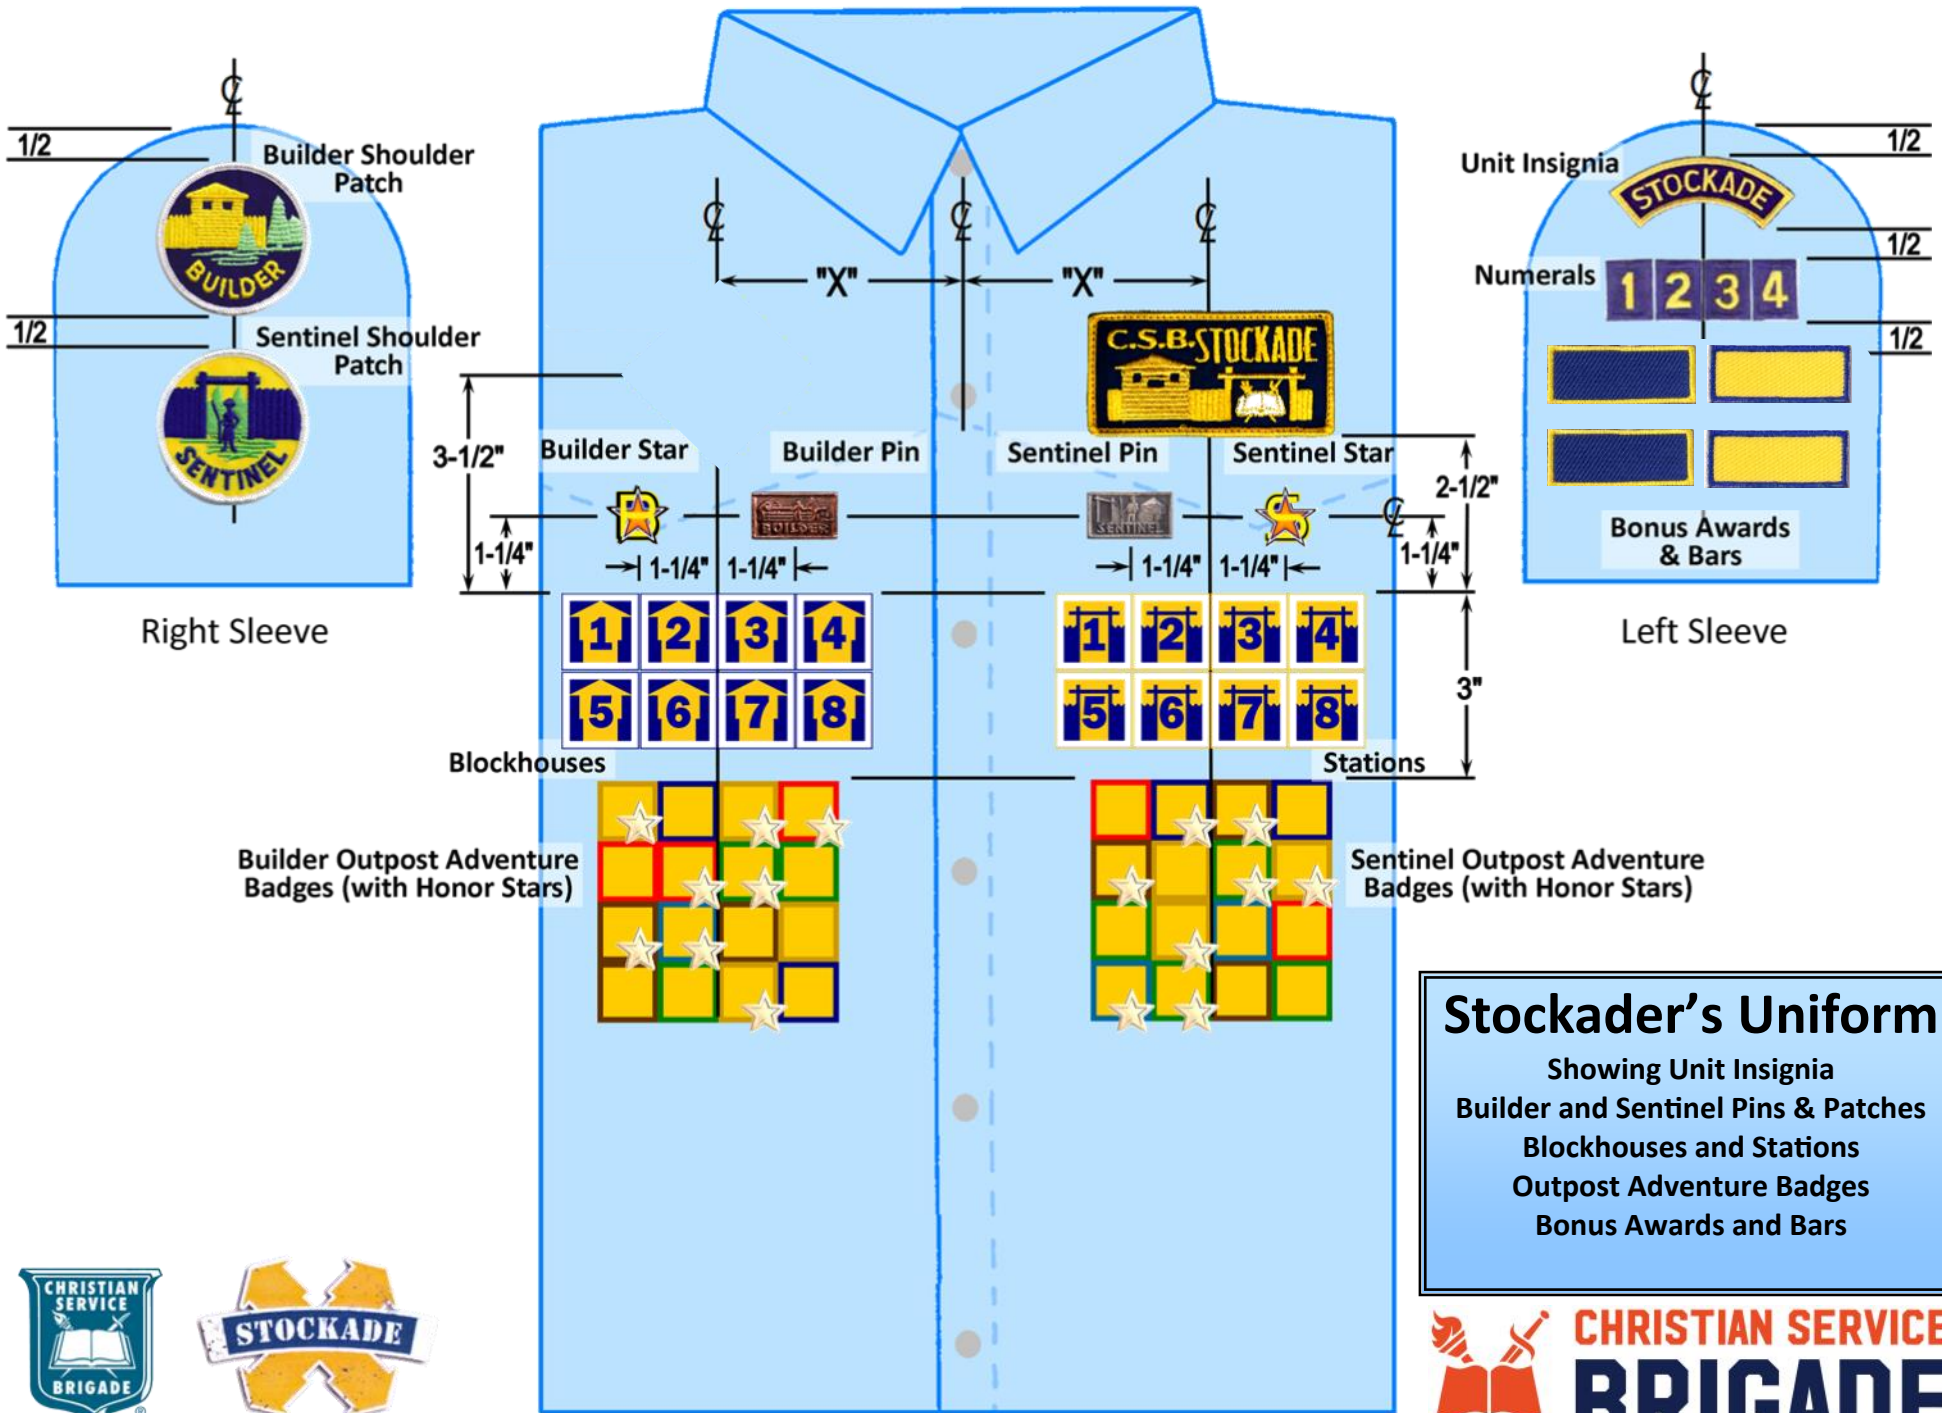 ℄
1/2
Builder Shoulder
Patch
BUILDER
1/2
Sentinel Shoulder
Patch
SENTINEL
Right Sleeve
℄
℄
℄
"X"
"X"
C.S.B. STOCKADE
3-1/2"
Builder Star
Builder Pin
Sentinel Pin
Sentinel Star
2-1/2"
B
BUILDER
SENTINEL
S
℄
1-1/4"
1-1/4"
1-1/4"
1-1/4"
1-1/4"
1-1/4"
1 2 3 4
5 6 7 8
1 2 3 4
5 6 7 8
3"
Blockhouses
Stations
Builder Outpost Adventure
Badges (with Honor Stars)
Sentinel Outpost Adventure
Badges (with Honor Stars)
℄
1/2
Unit Insignia
STOCKADE
1/2
Numerals
1 2 3 4
1/2
Bonus Awards
& Bars
Left Sleeve
Stockader's Uniform
Showing Unit Insignia
Builder and Sentinel Pins & Patches
Blockhouses and Stations
Outpost Adventure Badges
Bonus Awards and Bars
CHRISTIAN
SERVICE
BRIGADE
®
STOCKADE
CHRISTIAN SERVICE
BRIGADE